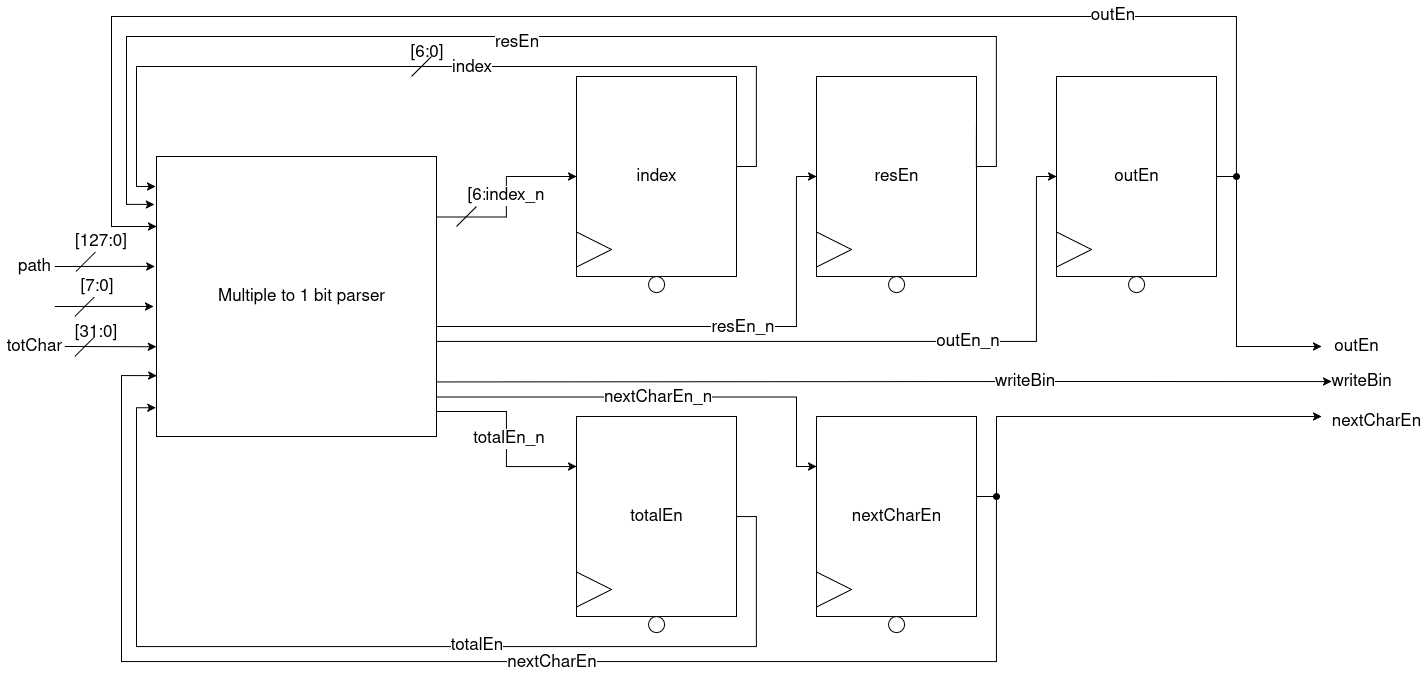 outEn
resEn
[6:0]
index
index
resEn
outEn
[6:index_n
[127:0]
path
[7:0]
Multiple to 1 bit parser
[31:0]
totChar
resEn_n
outEn_n
outEn
writeBin
writeBin
nextCharEn_n
nextCharEn
totalEn_n
totalEn
nextCharEn
totalEn
nextCharEn